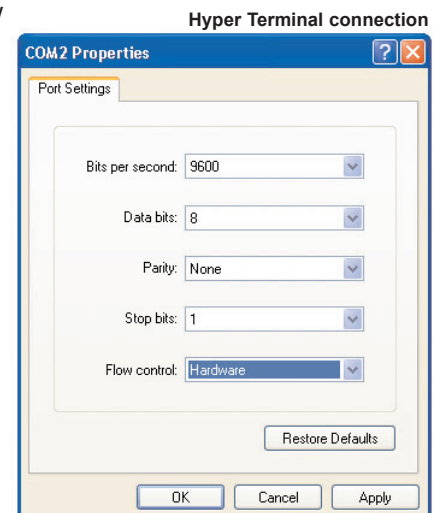 Hyper Terminal connection
COM2 Properties
Port Settings
Bits per second: 9600
Data bits: 8
Parity: None
Stop bits: 1
Flow control: Hardware
Restore Defaults
OK Cancel Apply